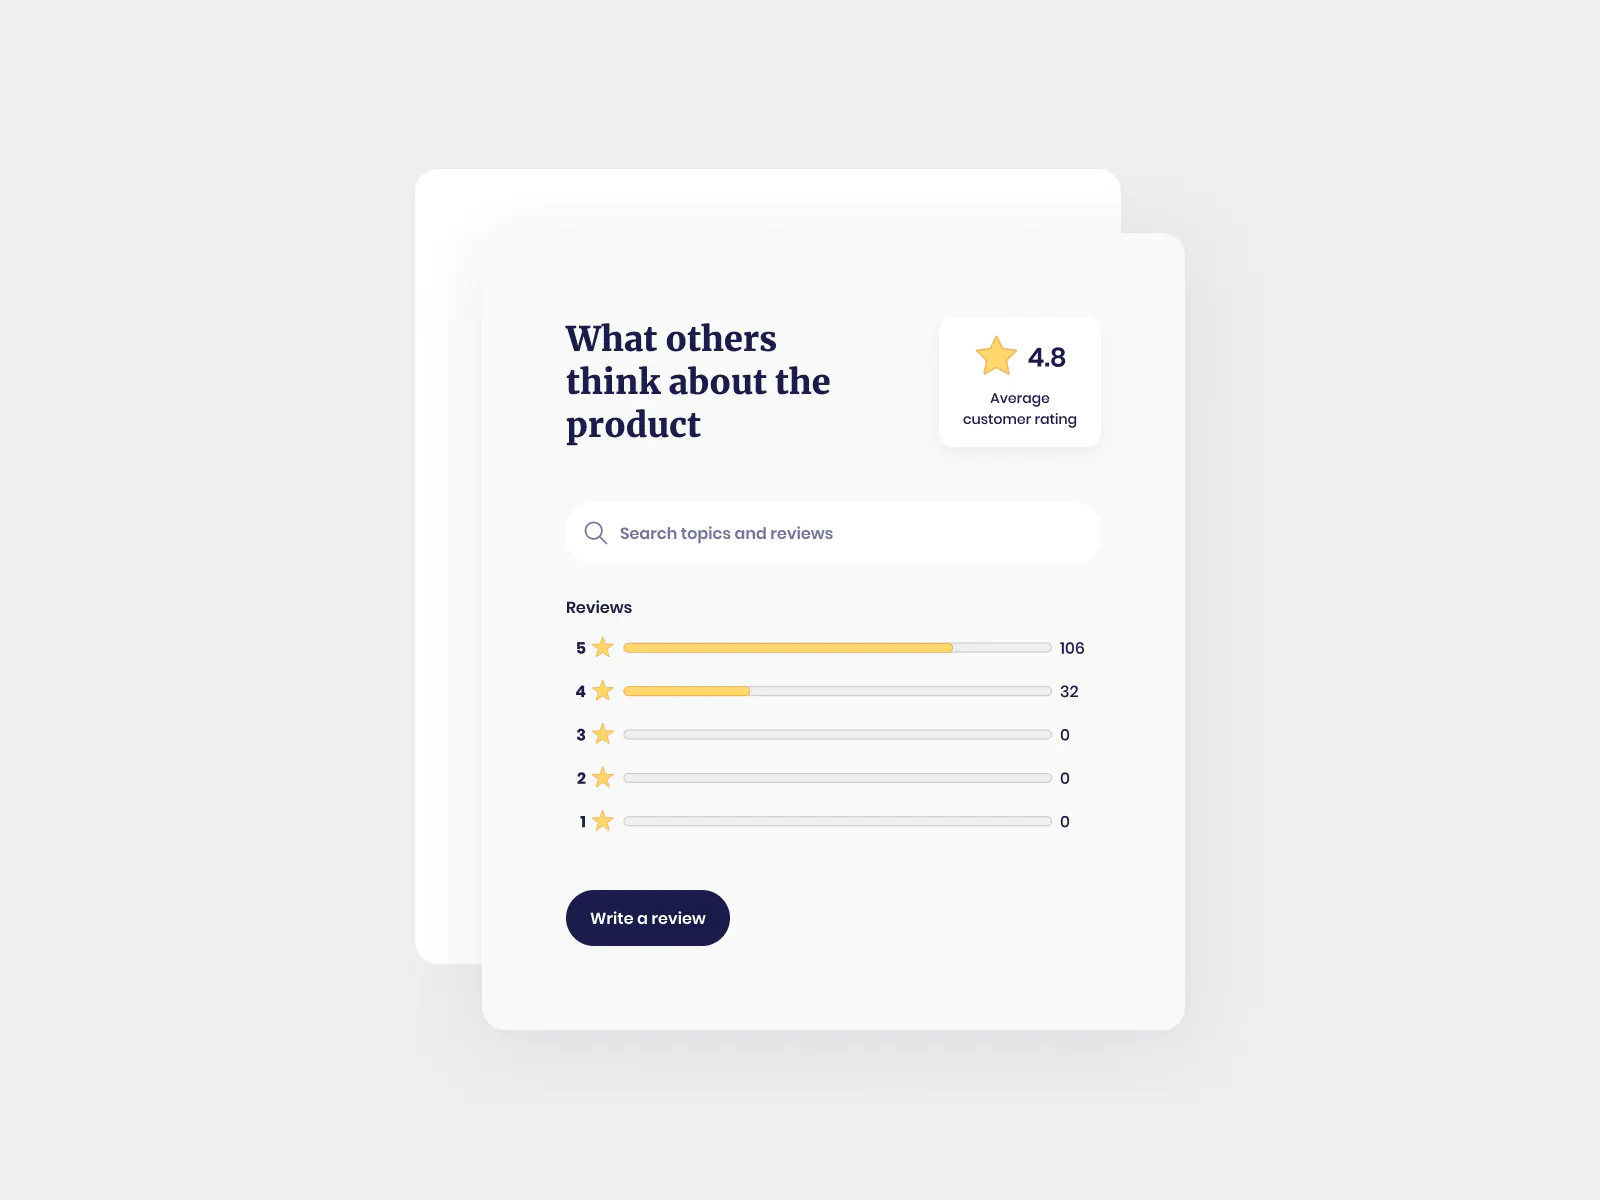 What others
think about the
product
4.8
Average
customer rating
Search topics and reviews
Reviews
5 106
4 32
3 0
2 0
1 0
Write a review